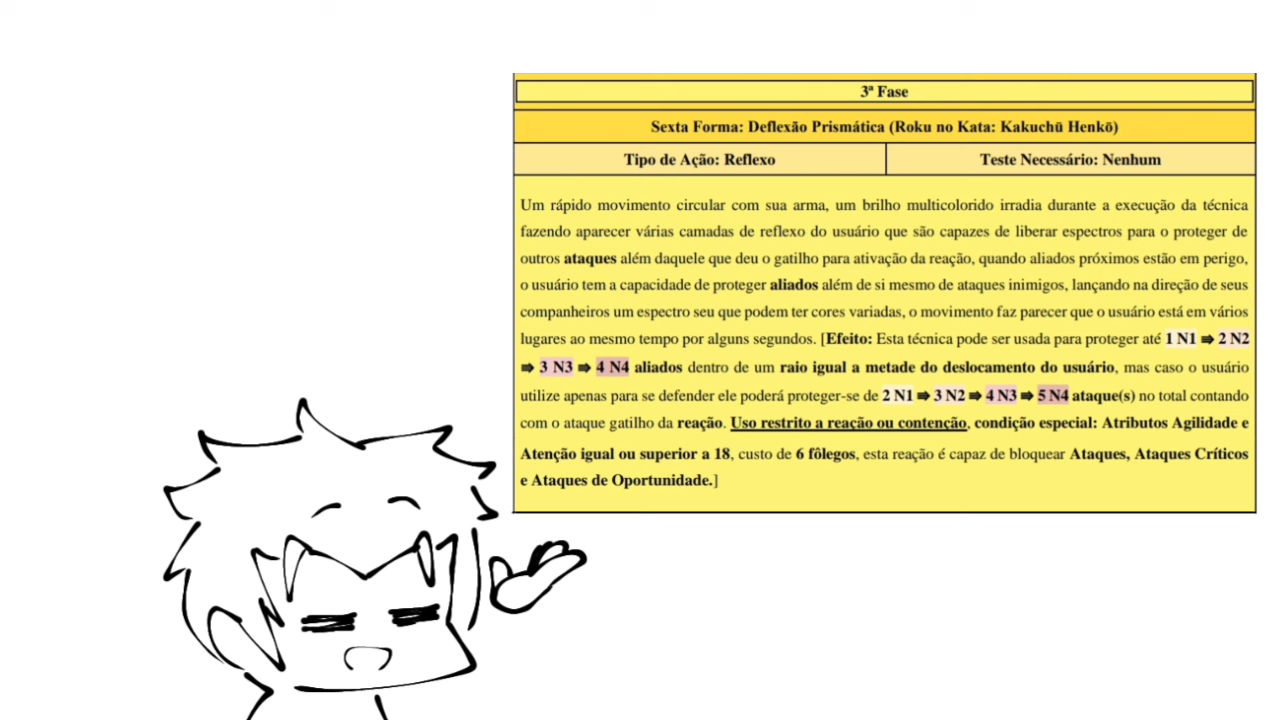 3ª Fase
Sexta Forma: Deflexão Prismática (Roku no Kata: Kakuchū Henkō)
Tipo de Ação: Reflexo
Teste Necessário: Nenhum
Um rápido movimento circular com sua arma, um brilho multicolorido irradia durante a execução da técnica
fazendo aparecer várias camadas de reflexo do usuário que são capazes de liberar espectros para o proteger de
outros ataques além daquele que deu o gatilho para ativação da reação, quando aliados próximos estão em perigo,
o usuário tem a capacidade de proteger aliados além de si mesmo de ataques inimigos, lançando na direção de seus
companheiros um espectro seu que podem ter cores variadas, o movimento faz parecer que o usuário está em vários
lugares ao mesmo tempo por alguns segundos. [Efeito: Esta técnica pode ser usada para proteger até 1 N1 ⇒ 2 N2
⇒ 3 N3 ⇒ 4 N4 aliados dentro de um raio igual a metade do deslocamento do usuário, mas caso o usuário
utilize apenas para se defender ele poderá proteger-se de 2 N1 ⇒ 3 N2 ⇒ 4 N3 ⇒ 5 N4 ataque(s) no total contando
com o ataque gatilho da reação. Uso restrito a reação ou contenção, condição especial: Atributos Agilidade e
Atenção igual ou superior a 18, custo de 6 fôlegos, esta reação é capaz de bloquear Ataques, Ataques Críticos
e Ataques de Oportunidade.]